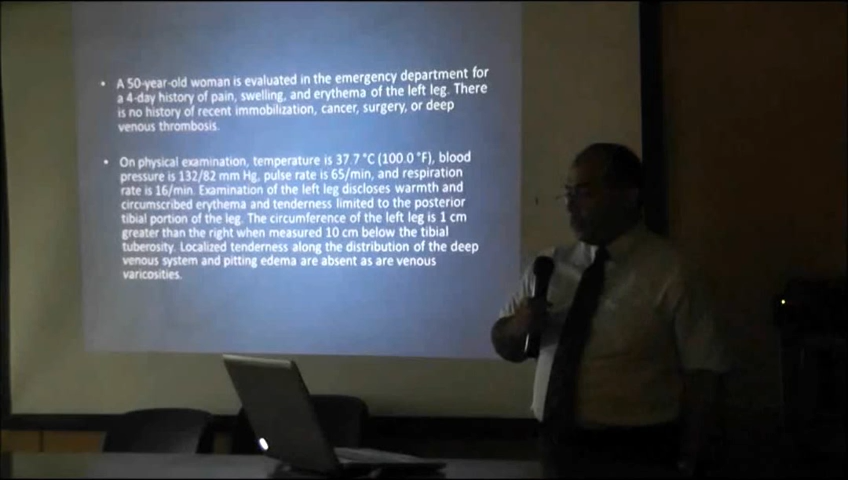 • A 50-year-old woman is evaluated in the emergency department for
a 4-day history of pain, swelling, and erythema of the left leg. There
is no history of recent immobilization, cancer, surgery, or deep
venous thrombosis.
• On physical examination, temperature is 37.7 °C (100.0 °F), blood
pressure is 132/82 mm Hg, pulse rate is 65/min, and respiration
rate is 16/min. Examination of the left leg discloses warmth and
circumscribed erythema and tenderness limited to the posterior
tibial portion of the leg. The circumference of the left leg is 1 cm
greater than the right when measured 10 cm below the tibial
tuberosity. Localized tenderness along the distribution of the deep
venous system and pitting edema are absent as are venous
varicosities.